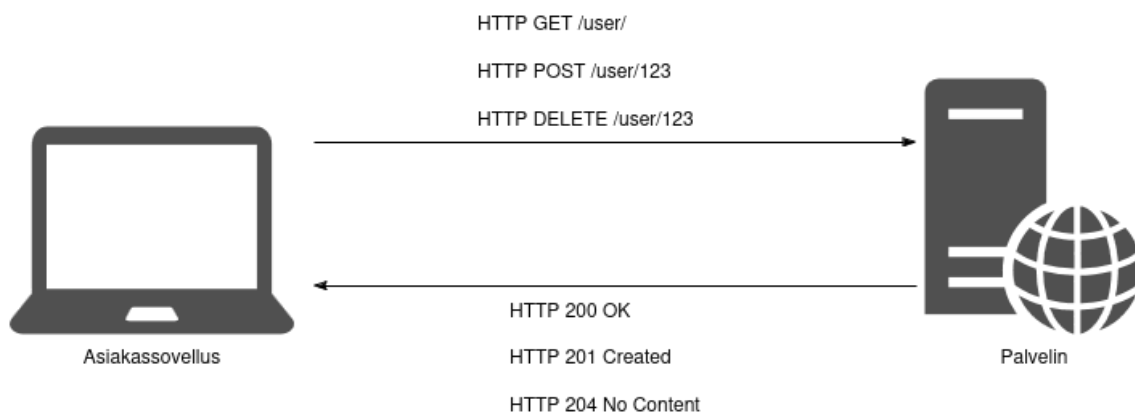 HTTP GET /user/
HTTP POST /user/123
HTTP DELETE /user/123
HTTP 200 OK
HTTP 201 Created
HTTP 204 No Content
Asiakassovellus
Palvelin